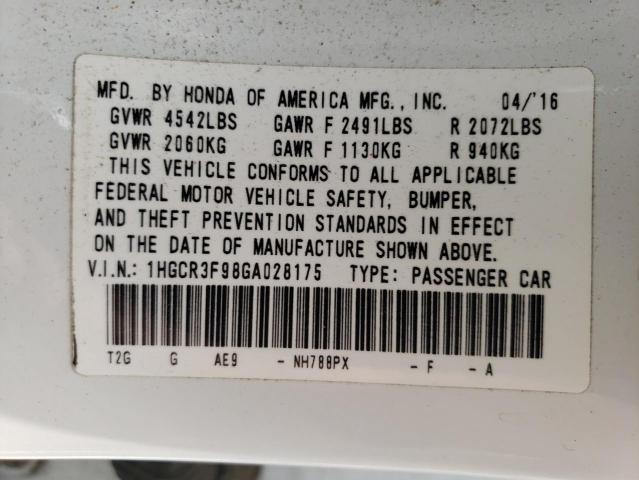 MFD. BY HONDA OF AMERICA MFG., INC. 04/'16
GVWR 4542LBS GAWR F 2491LBS R 2072LBS
GVWR 2060KG GAWR F 1130KG R 940KG
THIS VEHICLE CONFORMS TO ALL APPLICABLE
FEDERAL MOTOR VEHICLE SAFETY, BUMPER,
AND THEFT PREVENTION STANDARDS IN EFFECT
ON THE DATE OF MANUFACTURE SHOWN ABOVE.
V.I.N.: 1HGCR3F98GA028175 TYPE: PASSENGER CAR
T2G G AE9 - NH788PX - F - A